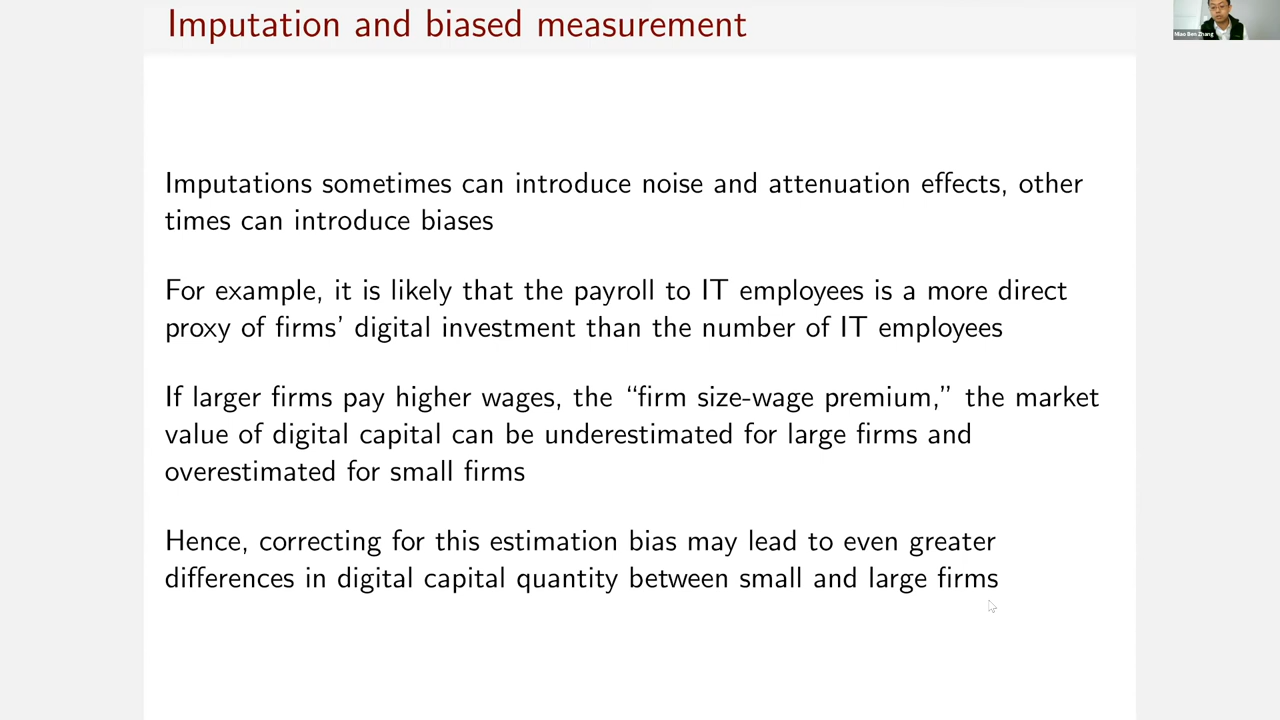 Imputation and biased measurement
Miao Ben Zhang
Imputations sometimes can introduce noise and attenuation effects, other
times can introduce biases
For example, it is likely that the payroll to IT employees is a more direct
proxy of firms’ digital investment than the number of IT employees
If larger firms pay higher wages, the “firm size-wage premium,” the market
value of digital capital can be underestimated for large firms and
overestimated for small firms
Hence, correcting for this estimation bias may lead to even greater
differences in digital capital quantity between small and large firms